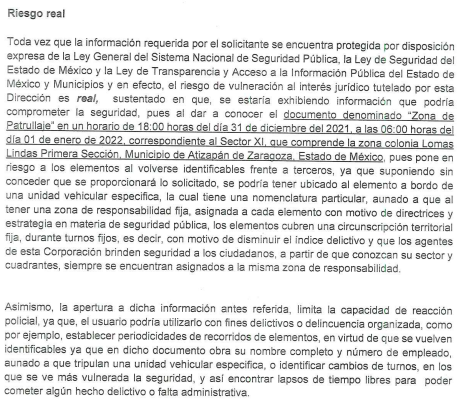 Riesgo real
Toda vez que la información requerida por el solicitante se encuentra protegida por disposición
expresa de la Ley General del Sistema Nacional de Seguridad Pública, la Ley de Seguridad del
Estado de México y la Ley de Transparencia y Acceso a la Información Pública del Estado de
México y Municipios y en efecto, el riesgo de vulneración al interés jurídico tutelado por esta
Dirección es real, sustentado en que, se estaría exhibiendo información que podría
comprometer la seguridad, pues al dar a conocer el documento denominado "Zona de
Patrullaje" en un horario de 18:00 horas del día 31 de diciembre del 2021, a las 06:00 horas del
día 01 de enero de 2022, correspondiente al Sector XI, que comprende la zona colonia Lomas
Lindas Primera Sección, Municipio de Atizapán de Zaragoza, Estado de México, pues pone en
riesgo a los elementos al volverse identificables frente a terceros, ya que suponiendo sin
conceder que se proporcionará lo solicitado, se podría tener ubicado al elemento a bordo de
una unidad vehicular especifica, la cual tiene una nomenclatura particular, aunado a que al
tener una zona de responsabilidad fija, asignada a cada elemento con motivo de directrices y
estrategia en materia de seguridad pública, los elementos cubren una circunscripción territorial
fija, durante turnos fijos, es decir, con motivo de disminuir el índice delictivo y que los agentes
de esta Corporación brinden seguridad a los ciudadanos, a partir de que conozcan su sector y
cuadrantes, siempre se encuentran asignados a la misma zona de responsabilidad.
Asimismo, la apertura a dicha información antes referida, limita la capacidad de reacción
policial, ya que, el usuario podría utilizarlo con fines delictivos o delincuencia organizada, como
por ejemplo, establecer periodicidades de recorridos de elementos, en virtud de que se vuelven
identificables ya que en dicho documento obra su nombre completo y número de empleado,
aunado a que tripulan una unidad vehicular especifica, o identificar cambios de turnos, en los
que se ve más vulnerada la seguridad, y así encontrar lapsos de tiempo libres para poder
cometer algún hecho delictivo o falta administrativa.